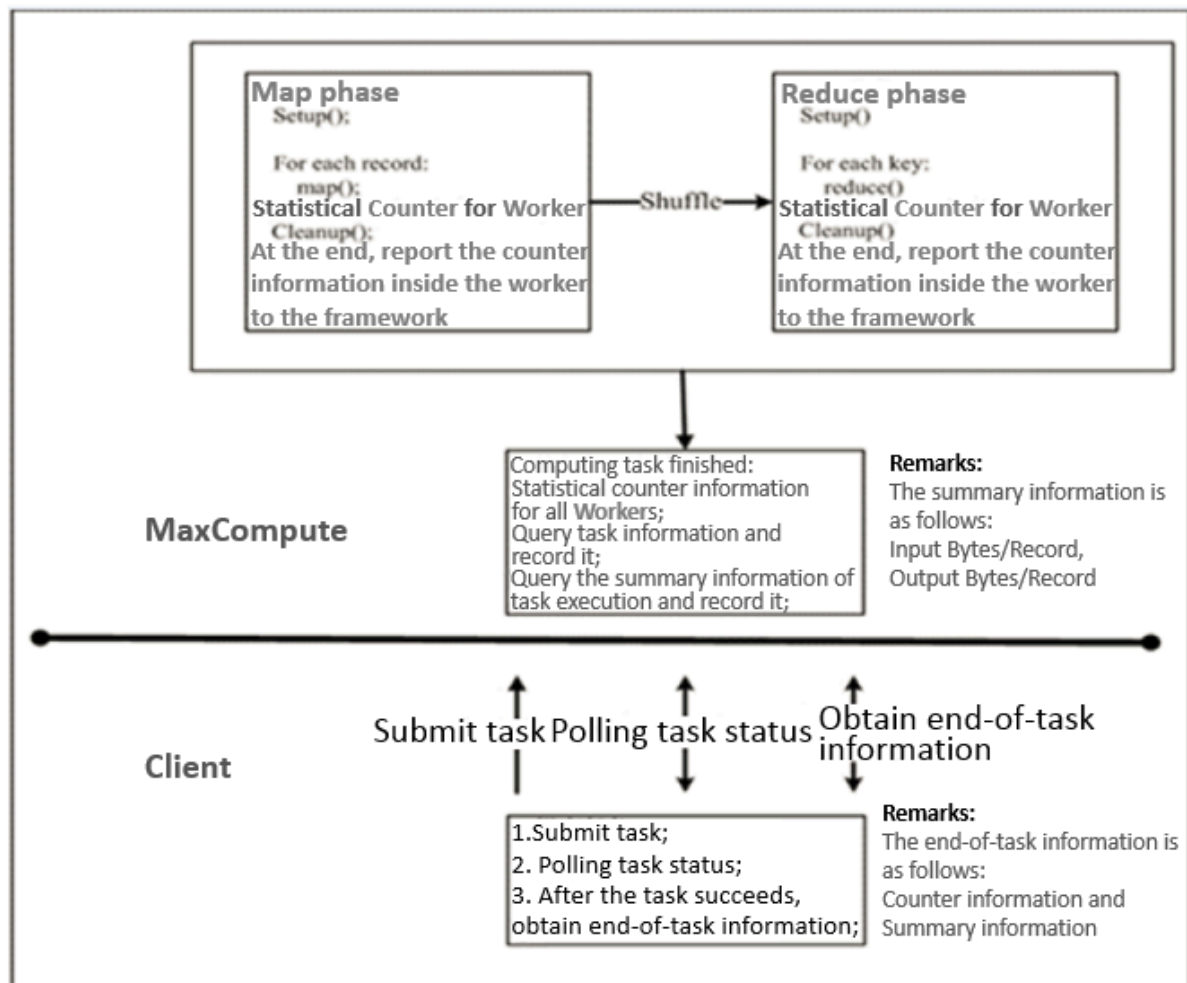 Map phase
Setup();
For each record:
map();
Statistical Counter for Worker
Cleanup();
At the end, report the counter
information inside the worker
to the framework
Shuffle
Reduce phase
Setup()
For each key:
reduce()
Statistical Counter for Worker
Cleanup()
At the end, report the counter
information inside the worker
to the framework
Computing task finished:
Statistical counter information
for all Workers;
Query task information and
record it;
Query the summary information of
task execution and record it;
Remarks:
The summary information is
as follows:
Input Bytes/Record,
Output Bytes/Record
MaxCompute
Submit task
Polling task status
Obtain end-of-task
information
Client
1.Submit task;
2. Polling task status;
3. After the task succeeds,
obtain end-of-task information;
Remarks:
The end-of-task information is
as follows:
Counter information and
Summary information